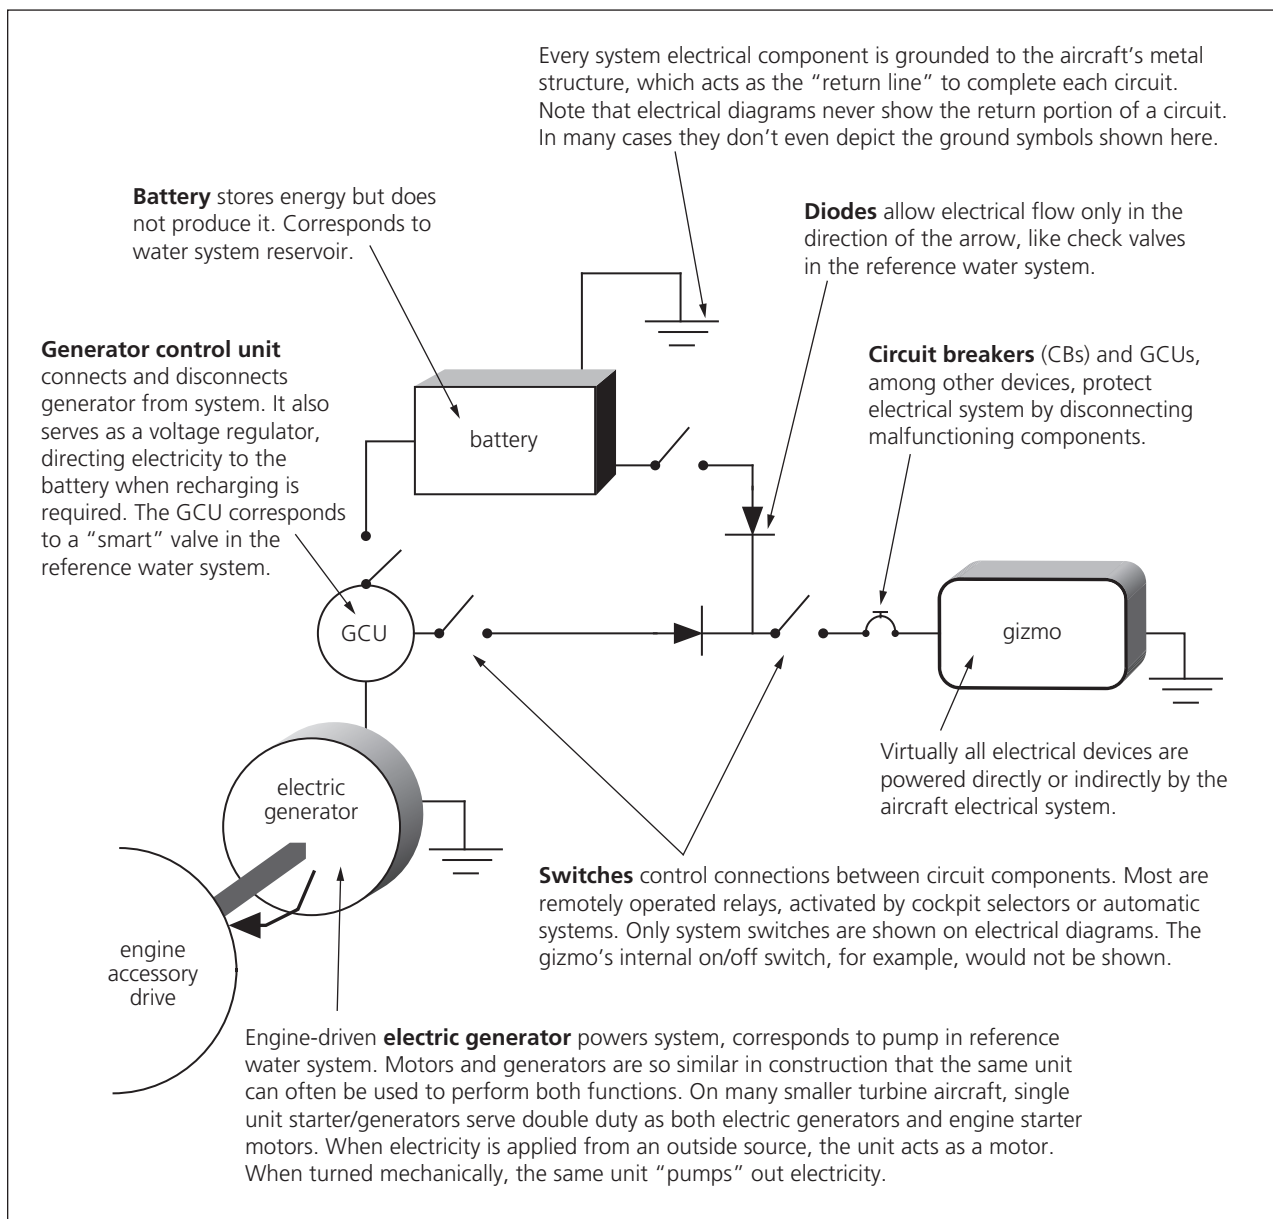 Every system electrical component is grounded to the aircraft’s metal
structure, which acts as the “return line” to complete each circuit.
Note that electrical diagrams never show the return portion of a circuit.
In many cases they don’t even depict the ground symbols shown here.
Battery stores energy but does
not produce it. Corresponds to
water system reservoir.
Diodes allow electrical flow only in the
direction of the arrow, like check valves
in the reference water system.
Generator control unit
connects and disconnects
generator from system. It also
serves as a voltage regulator,
directing electricity to the
battery when recharging is
required. The GCU corresponds
to a “smart” valve in the
reference water system.
Circuit breakers (CBs) and GCUs,
among other devices, protect
electrical system by disconnecting
malfunctioning components.
battery
GCU
gizmo
Virtually all electrical devices are
powered directly or indirectly by the
aircraft electrical system.
electric
generator
engine
accessory
drive
Switches control connections between circuit components. Most are
remotely operated relays, activated by cockpit selectors or automatic
systems. Only system switches are shown on electrical diagrams. The
gizmo’s internal on/off switch, for example, would not be shown.
Engine-driven electric generator powers system, corresponds to pump in reference
water system. Motors and generators are so similar in construction that the same unit
can often be used to perform both functions. On many smaller turbine aircraft, single
unit starter/generators serve double duty as both electric generators and engine starter
motors. When electricity is applied from an outside source, the unit acts as a motor.
When turned mechanically, the same unit “pumps” out electricity.